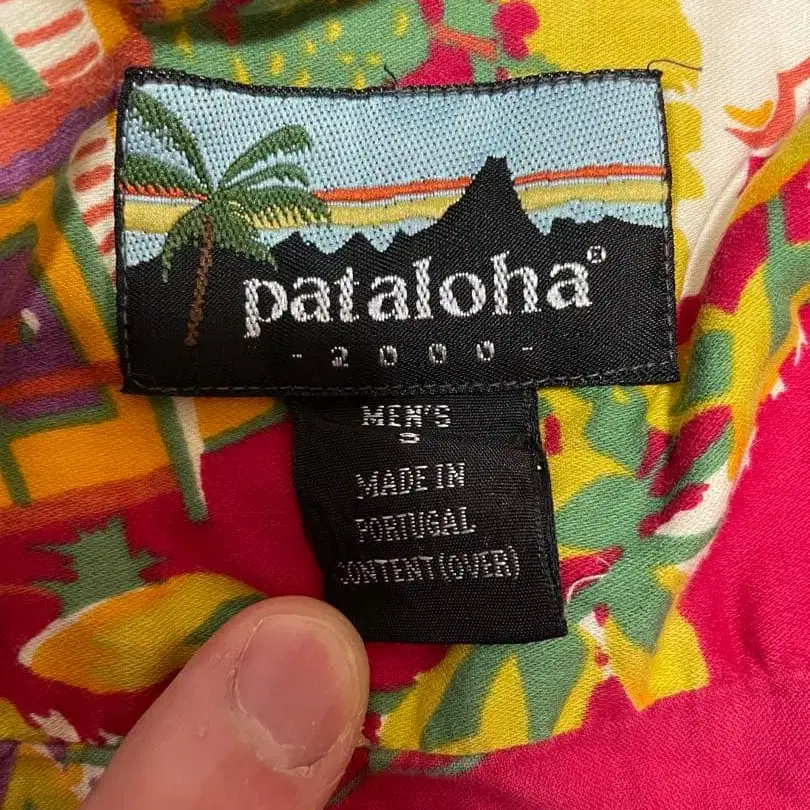 pataloha®
- 2000 -
MEN'S
S
MADE IN
PORTUGAL
CONTENT (OVER)